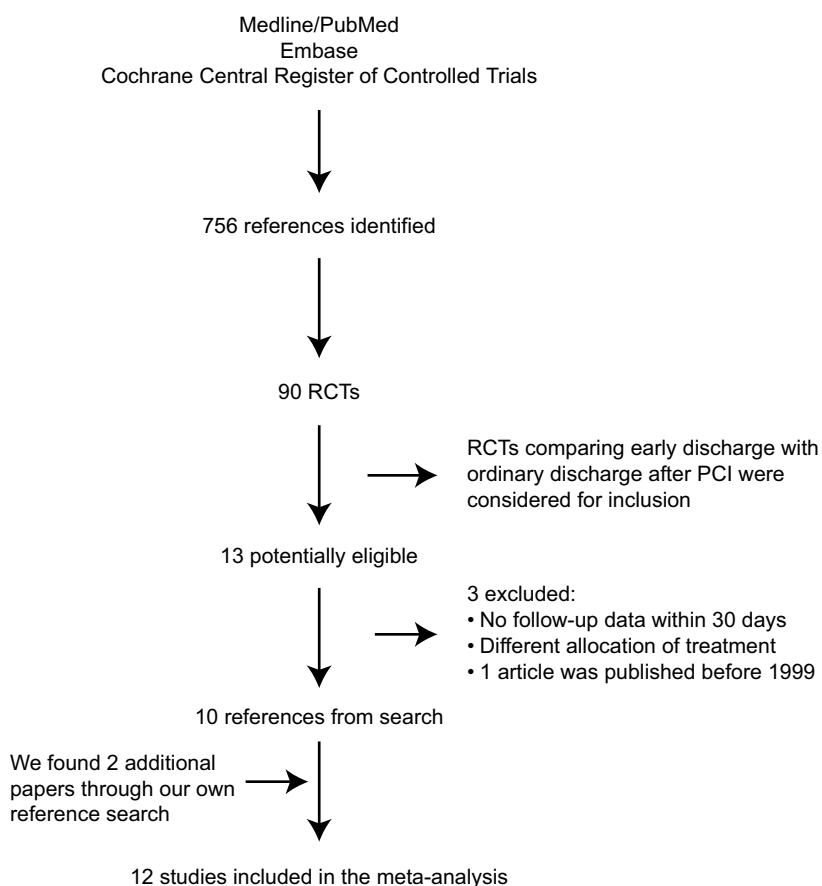 Medline/PubMed
Embase
Cochrane Central Register of Controlled Trials
756 references identified
90 RCTs
RCTs comparing early discharge with
ordinary discharge after PCI were
considered for inclusion
13 potentially eligible
3 excluded:
• No follow-up data within 30 days
• Different allocation of treatment
• 1 article was published before 1999
10 references from search
We found 2 additional
papers through our own
reference search
12 studies included in the meta-analysis